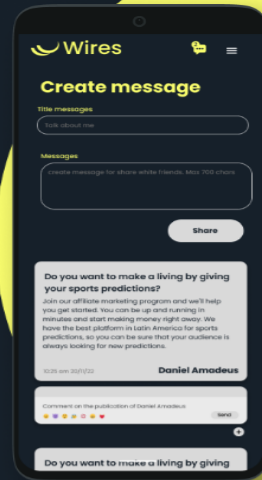 Wires
Create message
Title messages
Talk about me
Messages
create message for share while friends. Max 700 chars
Share
Do you want to make a living by giving
your sports predictions?
Join our affiliate marketing program and we'll help
you get started. You can be up and running in
minutes and start making money right away. We
have the best platform in Latin America for sports
predictions, so you can be sure that your audience is
always looking for new predictions.
10:25 am 20/11/22
Daniel Amadeus
Comment on the publication of Daniel Amadeus
Send
Do you want to make a living by giving